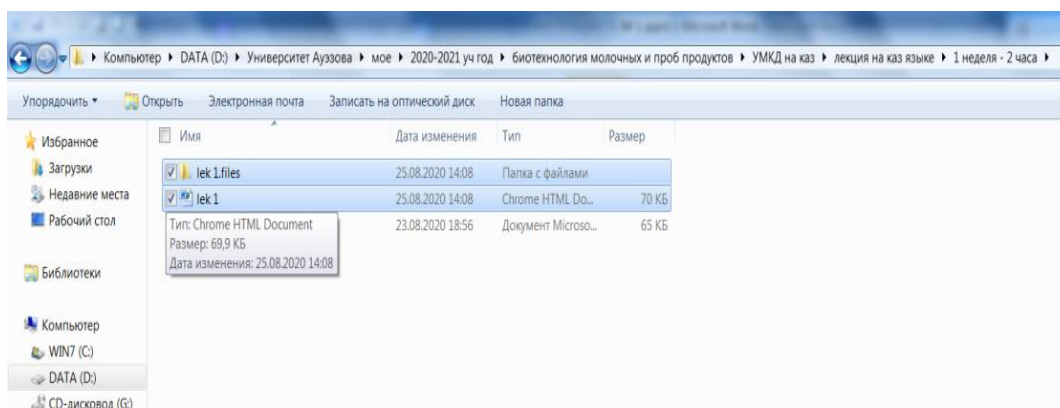 Компьютер ▸ DATA (D:) ▸ Университет Ауэзова ▸ мое ▸ 2020-2021 уч год ▸ биотехнология молочных и проб продуктов ▸ УМКД на каз ▸ лекция на каз языке ▸ 1 неделя - 2 часа ▸
Упорядочить Открыть Электронная почта Записать на оптический диск Новая папка
Избранное
Загрузки
Недавние места
Рабочий стол
Библиотеки
Компьютер
WIN7 (C:)
DATA (D:)
CD-дисковод (G:)
Имя Дата изменения Тип Размер
lek 1.files 25.08.2020 14:08 Папка с файлами
lek 1 25.08.2020 14:08 Chrome HTML Do... 70 КБ
23.08.2020 18:56 Документ Microso... 65 КБ
Тип: Chrome HTML Document
Размер: 69,9 КБ
Дата изменения: 25.08.2020 14:08